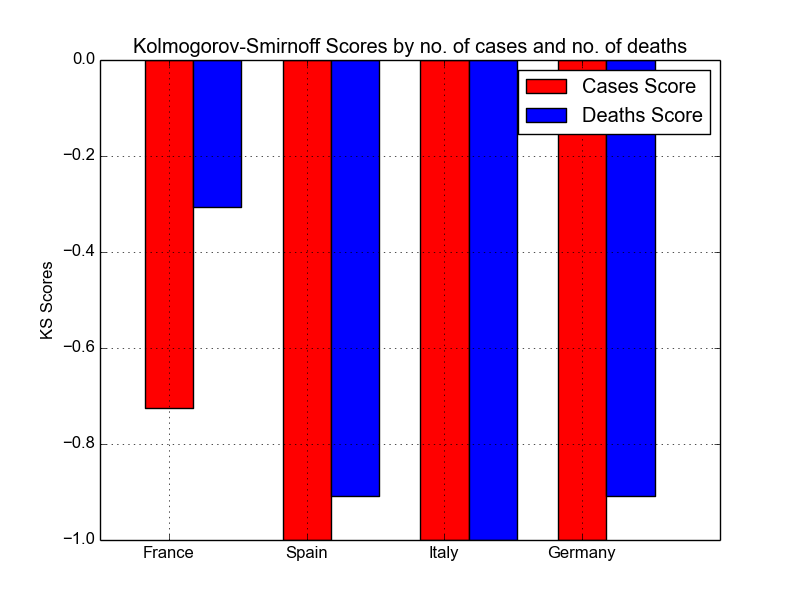 Kolmogorov-Smirnoff Scores by no. of cases and no. of deaths
0.0
Cases Score
Deaths Score
−0.2
−0.4
KS Scores
−0.6
−0.8
−1.0
France Spain Italy Germany